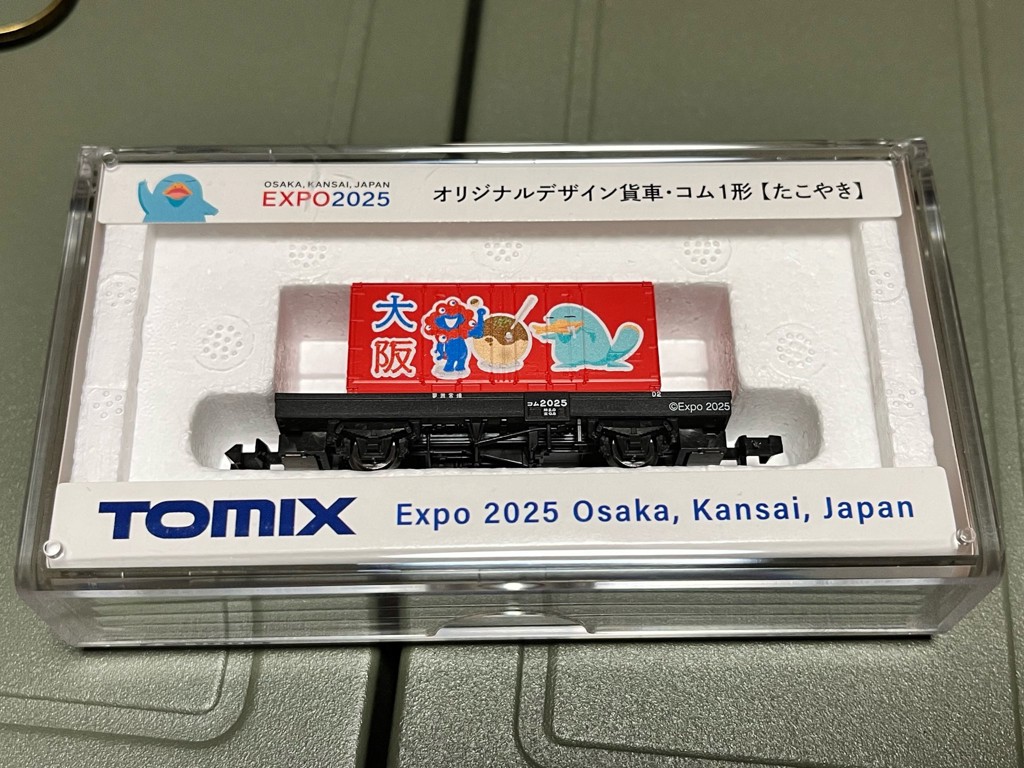 OSAKA, KANSAI, JAPAN
EXPO2025
オリジナルデザイン貨車・コム1形【たこやき】
大阪
コム2025
D2
©Expo 2025
TOMIX
Expo 2025 Osaka, Kansai, Japan